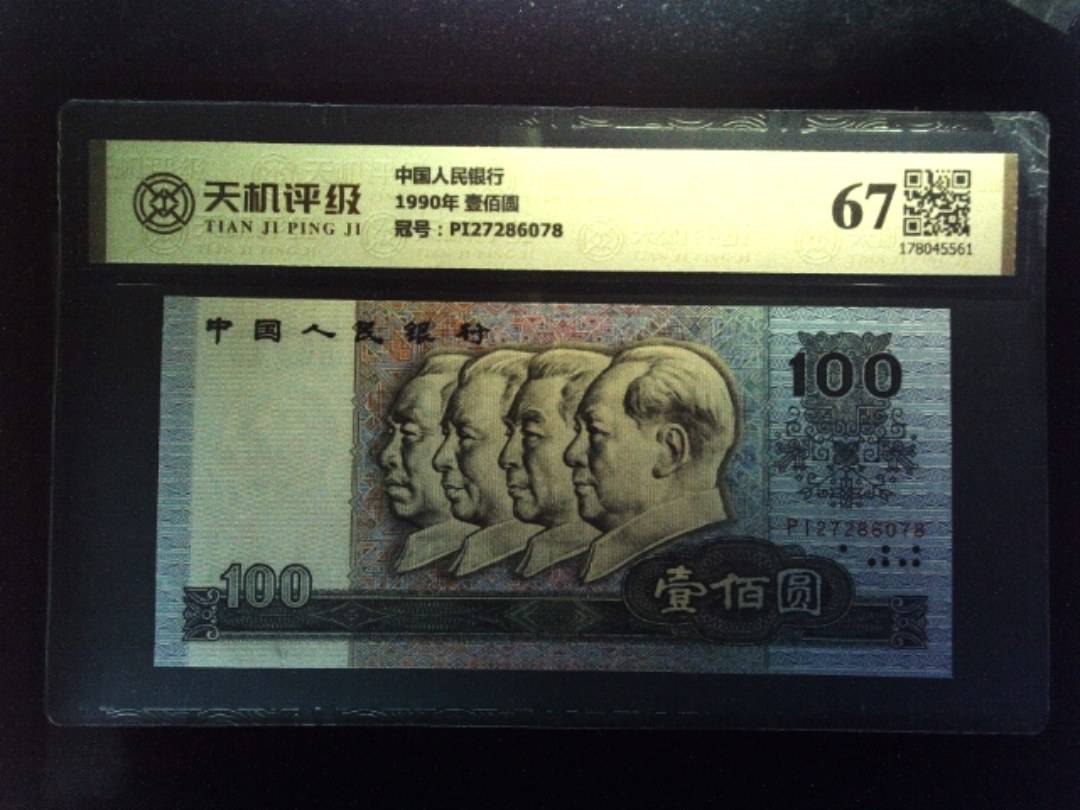 天机评级
TIAN JI PING JI
中国人民银行
1990年 壹佰圆
冠号：PI27286078
67
178045561
中国人民银行
100
PI27286078
100
壹佰圆